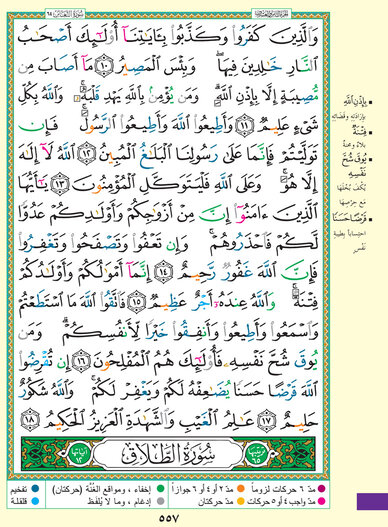 سُورَةُ التَّغَابُنِ ٦٤
الجزء الثامن والعشرون
وَالَّذِينَ كَفَرُوا وَكَذَّبُوا بِآيَاتِنَا أُولَٰئِكَ أَصْحَابُ
النَّارِ خَالِدِينَ فِيهَا ۖ وَبِئْسَ الْمَصِيرُ ١٠ مَا أَصَابَ مِن
مُّصِيبَةٍ إِلَّا بِإِذْنِ اللَّهِ ۗ وَمَن يُؤْمِن بِاللَّهِ يَهْدِ قَلْبَهُ ۚ وَاللَّهُ بِكُلِّ
شَيْءٍ عَلِيمٌ ١١ وَأَطِيعُوا اللَّهَ وَأَطِيعُوا الرَّسُولَ ۚ فَإِن
تَوَلَّيْتُمْ فَإِنَّمَا عَلَىٰ رَسُولِنَا الْبَلَاغُ الْمُبِينُ ١٢ اللَّهُ لَا إِلَٰهَ
إِلَّا هُوَ ۚ وَعَلَى اللَّهِ فَلْيَتَوَكَّلِ الْمُؤْمِنُونَ ١٣ يَا أَيُّهَا
الَّذِينَ آمَنُوا إِنَّ مِنْ أَزْوَاجِكُمْ وَأَوْلَادِكُمْ عَدُوًّا
لَّكُمْ فَاحْذَرُوهُمْ ۚ وَإِن تَعْفُوا وَتَصْفَحُوا وَتَغْفِرُوا
فَإِنَّ اللَّهَ غَفُورٌ رَّحِيمٌ ١٤ إِنَّمَا أَمْوَالُكُمْ وَأَوْلَادُكُمْ
فِتْنَةٌ ۚ وَاللَّهُ عِندَهُ أَجْرٌ عَظِيمٌ ١٥ فَاتَّقُوا اللَّهَ مَا اسْتَطَعْتُمْ
وَاسْمَعُوا وَأَطِيعُوا وَأَنفِقُوا خَيْرًا لِّأَنفُسِكُمْ ۗ وَمَن
يُوقَ شُحَّ نَفْسِهِ فَأُولَٰئِكَ هُمُ الْمُفْلِحُونَ ١٦ إِن تُقْرِضُوا
اللَّهَ قَرْضًا حَسَنًا يُضَاعِفْهُ لَكُمْ وَيَغْفِرْ لَكُمْ ۚ وَاللَّهُ شَكُورٌ
حَلِيمٌ ١٧ عَالِمُ الْغَيْبِ وَالشَّهَادَةِ الْعَزِيزُ الْحَكِيمُ ١٨
ترتيبها ٦٥ سُورَةُ الطَّلَاقِ آياتها ١٢
بِإِذْنِ اللَّهِ
بإرادته وقضائه
فِتْنَةٌ
بلاءٌ ومحنةٌ
يُوقَ شُحَّ
نَفْسِهِ
يُكْفَ بُخْلَها
مع حرصها
قَرْضًا حَسَنًا
احتسابًا بطيبة
نفس
مدّ ٦ حركات لزوماً مدّ ٢ أو ٤ أو ٦ جوازاً إخفاء، ومواقع الغُنَّة (حركتان) تفخيم
مدّ واجب ٤ أو ٥ حركات مدّ حركتان إدغام، وما لا يُلفَظ قلقلة
٥٥٧